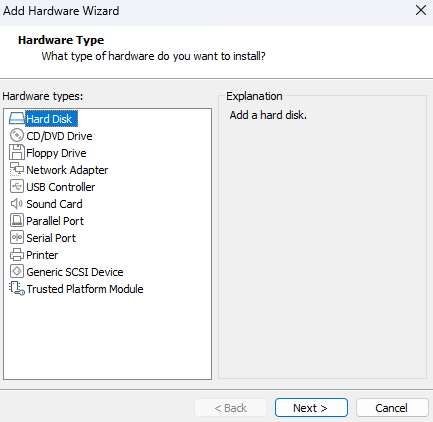 Add Hardware Wizard
Hardware Type
What type of hardware do you want to install?
Hardware types:
Hard Disk
CD/DVD Drive
Floppy Drive
Network Adapter
USB Controller
Sound Card
Parallel Port
Serial Port
Printer
Generic SCSI Device
Trusted Platform Module
Explanation
Add a hard disk.
< Back
Next >
Cancel